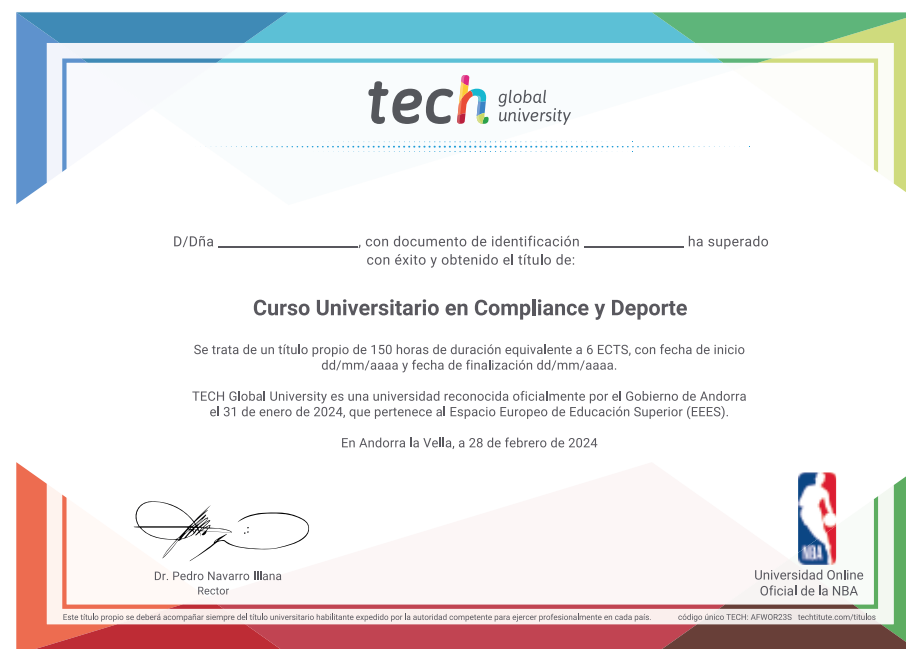 tech global university
D/Dña ____________, con documento de identificación ____________ ha superado
con éxito y obtenido el título de:
Curso Universitario en Compliance y Deporte
Se trata de un título propio de 150 horas de duración equivalente a 6 ECTS, con fecha de inicio
dd/mm/aaaa y fecha de finalización dd/mm/aaaa.
TECH Global University es una universidad reconocida oficialmente por el Gobierno de Andorra
el 31 de enero de 2024, que pertenece al Espacio Europeo de Educación Superior (EEES).
En Andorra la Vella, a 28 de febrero de 2024
Dr. Pedro Navarro Illana
Rector
NBA
Universidad Online
Oficial de la NBA
Este título propio se deberá acompañar siempre del título universitario habilitante expedido por la autoridad competente para ejercer profesionalmente en cada país. código único TECH: AFWOR23S techtitute.com/titulos